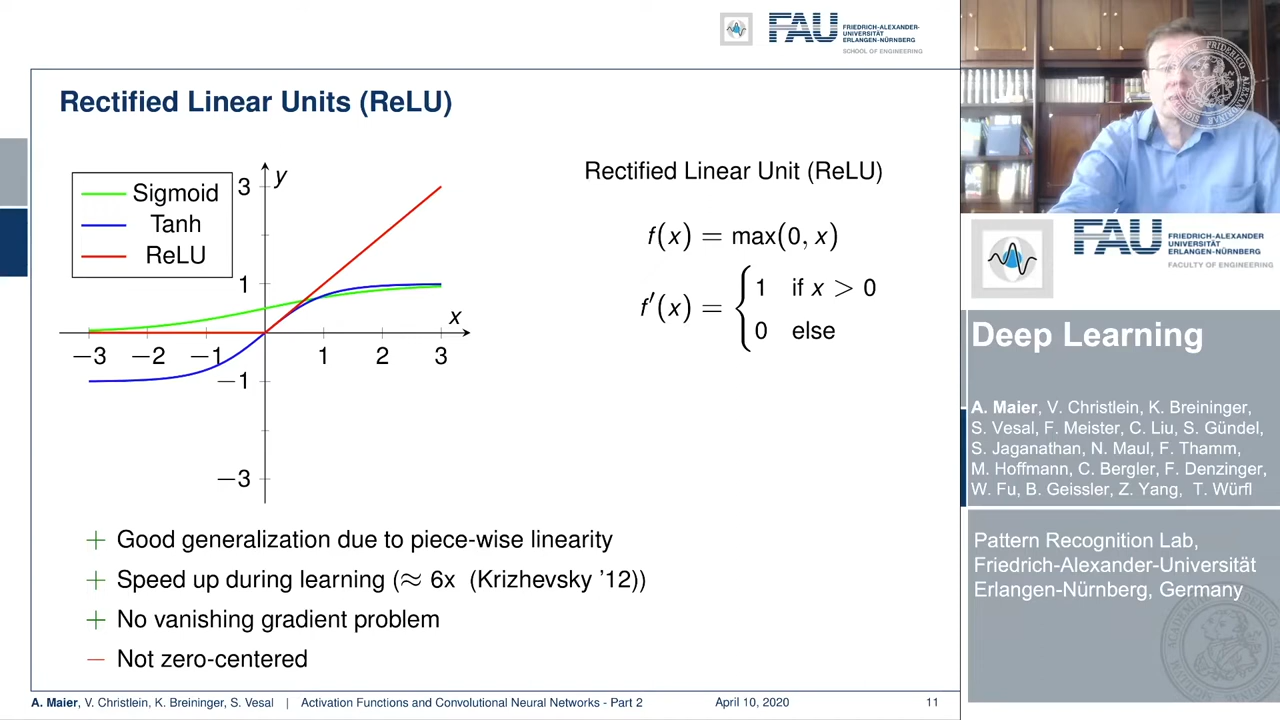 FAU
FRIEDRICH-ALEXANDER
UNIVERSITÄT
ERLANGEN-NÜRNBERG
SCHOOL OF ENGINEERING
Rectified Linear Units (ReLU)
Sigmoid
Tanh
ReLU
y
3
1
x
−3 −2 −1 1 2 3
−1
−3
Rectified Linear Unit (ReLU)
f(x) = max(0, x)
f′(x) = { 1 if x > 0
0 else
+ Good generalization due to piece-wise linearity
+ Speed up during learning (≈ 6x (Krizhevsky '12))
+ No vanishing gradient problem
− Not zero-centered
A. Maier, V. Christlein, K. Breininger, S. Vesal | Activation Functions and Convolutional Neural Networks - Part 2 April 10, 2020 11
FAU
FRIEDRICH-ALEXANDER
UNIVERSITÄT
ERLANGEN-NÜRNBERG
FACULTY OF ENGINEERING
Deep Learning
A. Maier, V. Christlein, K. Breininger,
S. Vesal, F. Meister, C. Liu, S. Gündel,
S. Jaganathan, N. Maul, F. Thamm,
M. Hoffmann, C. Bergler, F. Denzinger,
W. Fu, B. Geissler, Z. Yang, T. Würfl
Pattern Recognition Lab,
Friedrich-Alexander-Universität
Erlangen-Nürnberg, Germany